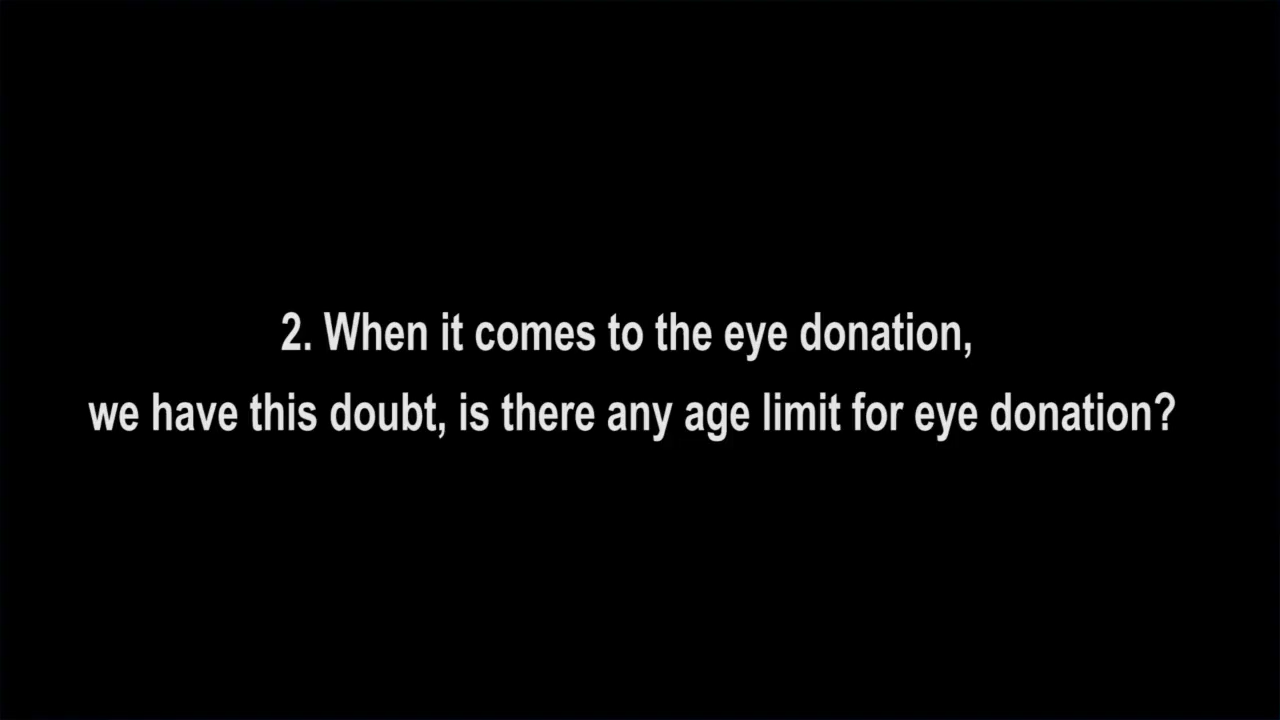 2. When it comes to the eye donation,
we have this doubt, is there any age limit for eye donation?